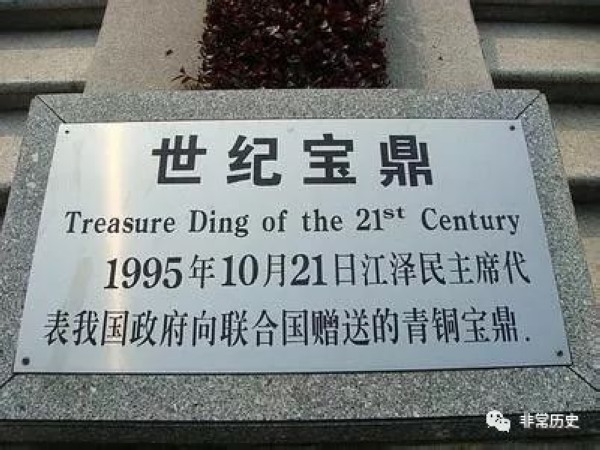 世纪宝鼎
Treasure Ding of the 21st Century
1995年10月21日江泽民主席代
表我国政府向联合国赠送的青铜宝鼎.
非常历史